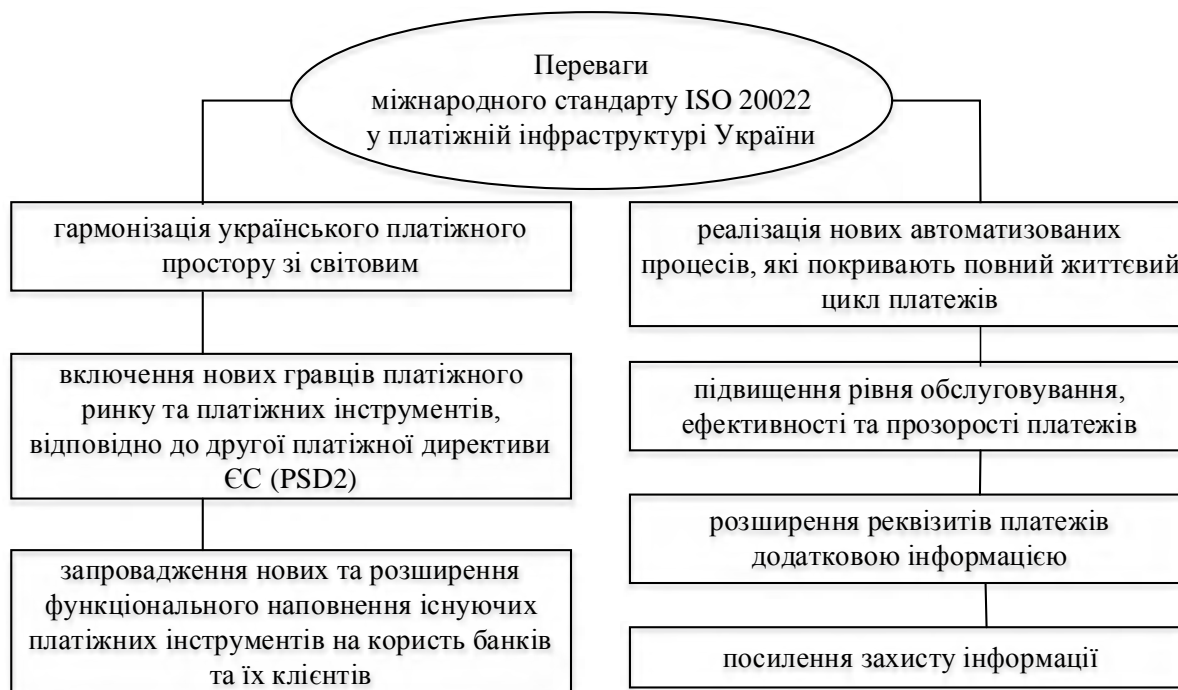 Переваги
міжнародного стандарту ISO 20022
у платіжній інфраструктурі України
гармонізація українського платіжного
простору зі світовим
включення нових гравців платіжного
ринку та платіжних інструментів,
відповідно до другої платіжної директиви
ЄС (PSD2)
запровадження нових та розширення
функціонального наповнення існуючих
платіжних інструментів на користь банків
та їх клієнтів
реалізація нових автоматизованих
процесів, які покривають повний життєвий
цикл платежів
підвищення рівня обслуговування,
ефективності та прозорості платежів
розширення реквізитів платежів
додатковою інформацією
посилення захисту інформації